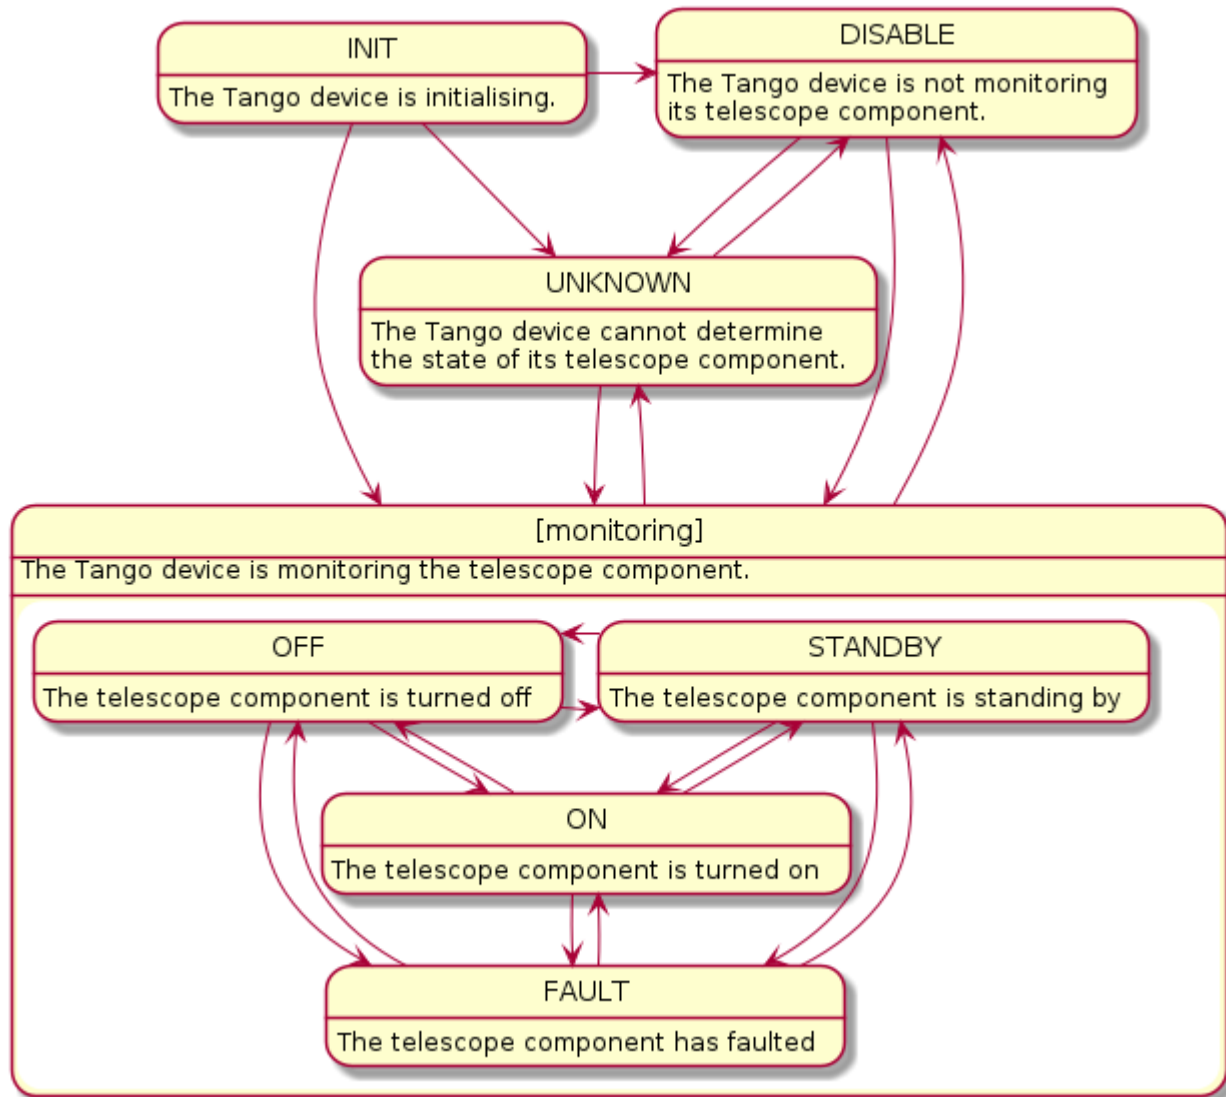 INIT
The Tango device is initialising.
DISABLE
The Tango device is not monitoring
its telescope component.
UNKNOWN
The Tango device cannot determine
the state of its telescope component.
[monitoring]
The Tango device is monitoring the telescope component.
OFF
The telescope component is turned off
STANDBY
The telescope component is standing by
ON
The telescope component is turned on
FAULT
The telescope component has faulted